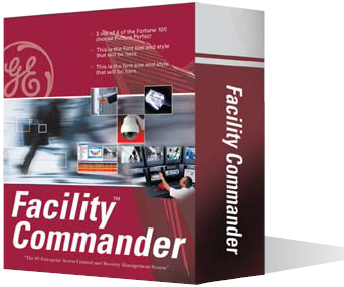 GE
- 3 out of 4 of the Fortune 100
choose Picture Perfect
- This is the font size and style
that will be here.
- This is the font size and style
that will be here.
Facility™
Commander
"The #1 Enterprise Access Control and Security Management System"
Facility Commander